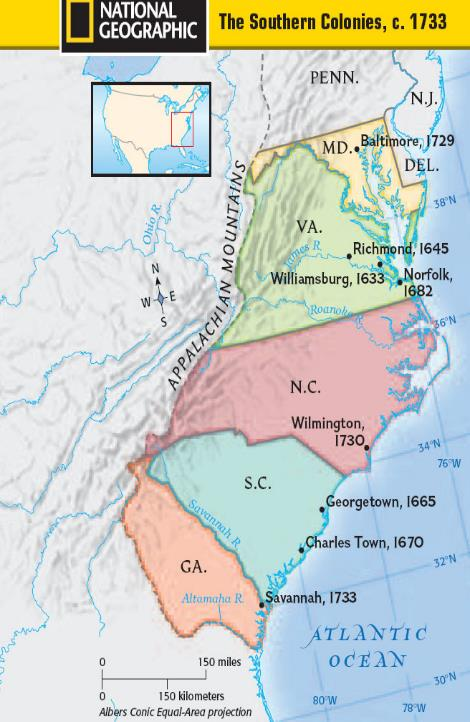 NATIONAL
GEOGRAPHIC
The Southern Colonies, c. 1733
PENN.
N.J.
MD.
Baltimore, 1729
DEL.
38°N
VA.
Ohio R.
APPALACHIAN MOUNTAINS
James R.
Richmond, 1645
Williamsburg, 1633
Norfolk,
1682
N
W E
S
Roanoke R.
36°N
N.C.
Wilmington,
1730
34°N
76°W
S.C.
Georgetown, 1665
Savannah R.
Charles Town, 1670
32°N
GA.
Altamaha R.
Savannah, 1733
ATLANTIC
OCEAN
0 150 miles
0 150 kilometers
Albers Conic Equal-Area projection
30°N
80°W
78°W